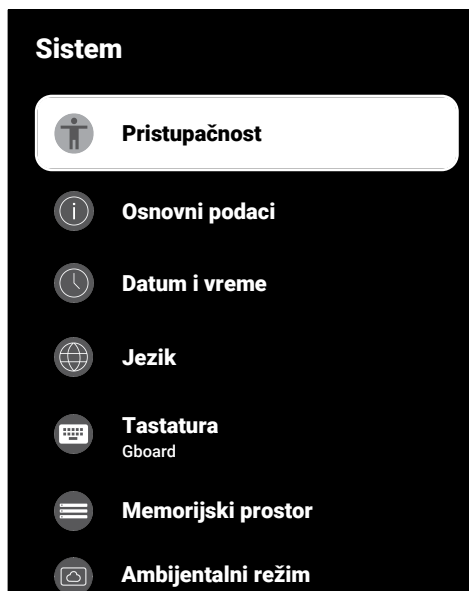 Sistem
Pristupačnost
Osnovni podaci
Datum i vreme
Jezik
Tastatura
Gboard
Memorijski prostor
Ambijentalni režim